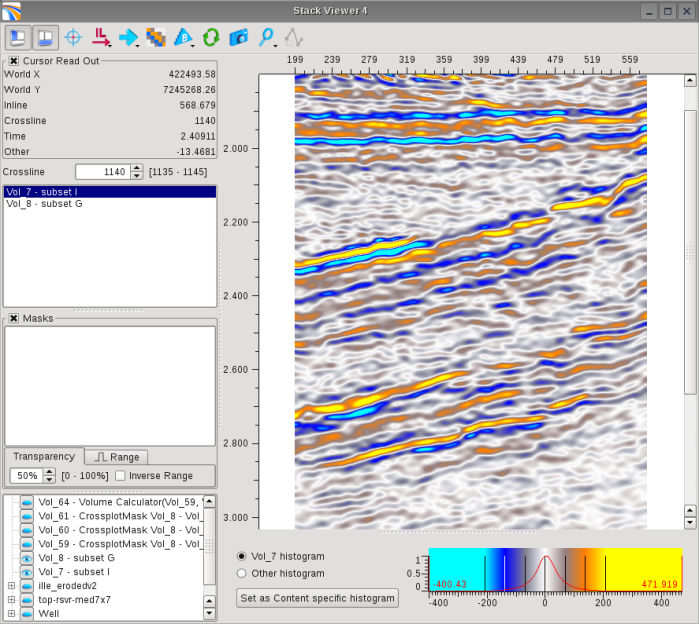 Stack Viewer 4
Cursor Read Out
World X 422493.58
World Y 7245268.26
Inline 568.679
Crossline 1140
Time 2.40911
Other -13.4681
Crossline 1140 [1135 - 1145]
Vol_7 - subset I
Vol_8 - subset G
Masks
Transparency Range
50% [0 - 100%] Inverse Range
Vol_64 - Volume Calculator(Vol_59,
Vol_61 - CrossplotMask Vol_8 - Vol_
Vol_60 - CrossplotMask Vol_8 - Vol_
Vol_59 - CrossplotMask Vol_8 - Vol_
Vol_8 - subset G
Vol_7 - subset I
ille_erodedv2
top-rsvr-med7x7
Well
199 239 279 319 359 399 439 479 519 559
2.000
2.200
2.400
2.600
2.800
3.000
Vol_7 histogram
Other histogram
Set as Content specific histogram
1
0.5
0
-400.43 471.919
-400 -200 0 200 400